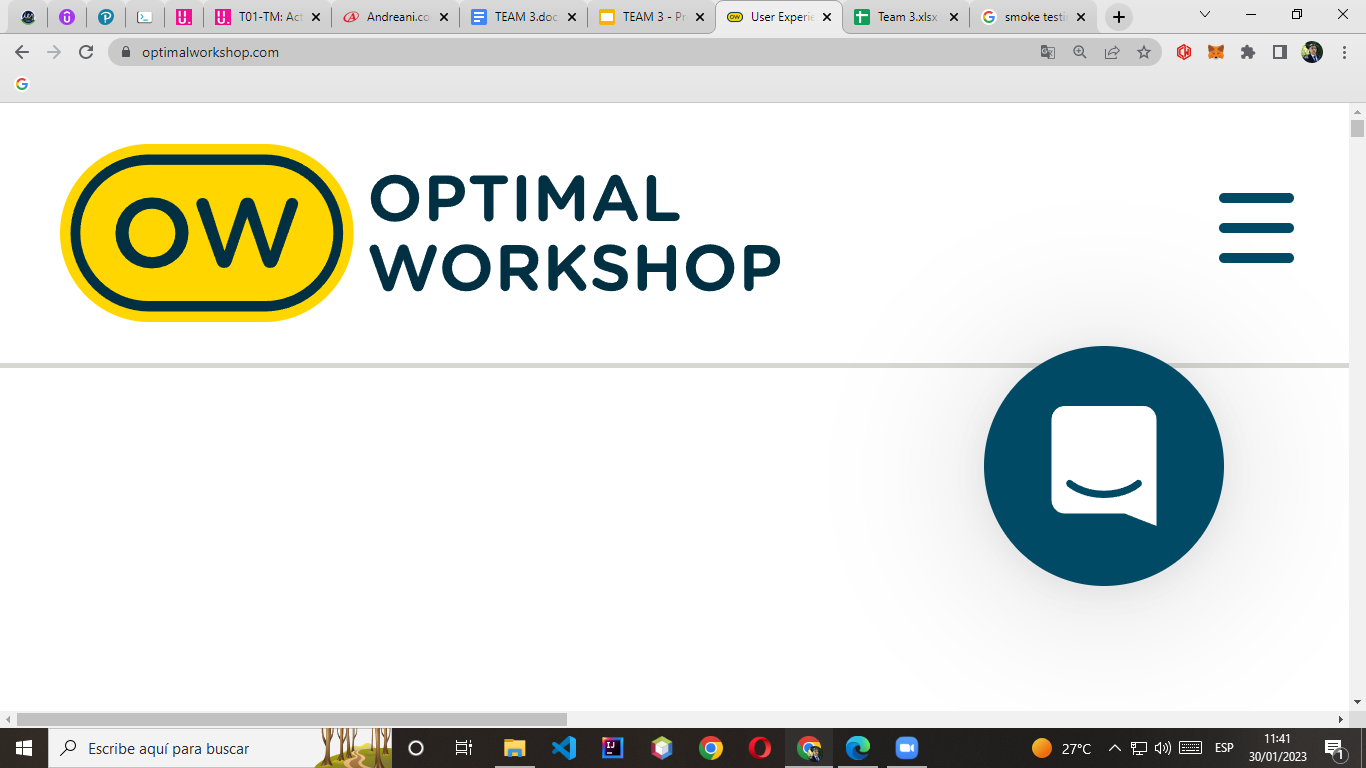 T01-TM: Act
Andreani.co
TEAM 3.doc
TEAM 3 - Pr
User Experie
Team 3.xlsx
smoke testi
optimalworkshop.com
OW
OPTIMAL
WORKSHOP
Escribe aquí para buscar
27°C
ESP
11:41
30/01/2023
1